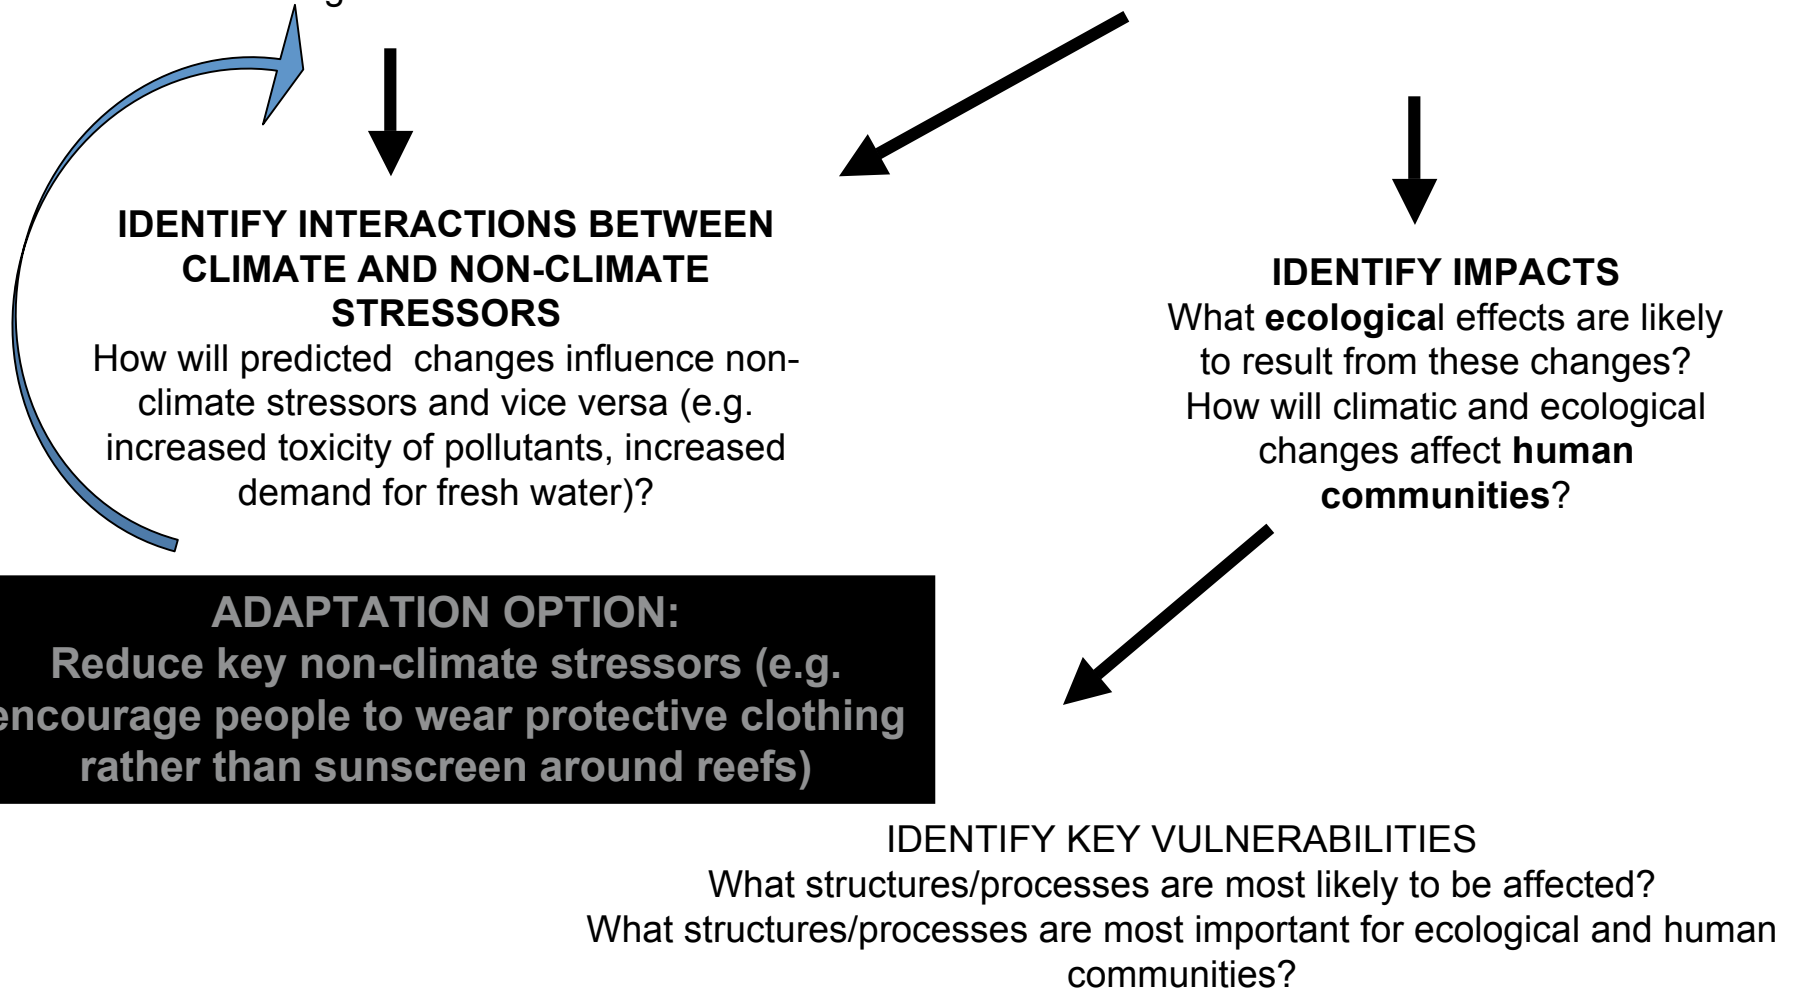 IDENTIFY INTERACTIONS BETWEEN
CLIMATE AND NON-CLIMATE
STRESSORS
How will predicted  changes influence non-
climate stressors and vice versa (e.g.
increased toxicity of pollutants, increased
demand for fresh water)?
IDENTIFY IMPACTS
What ecological effects are likely
to result from these changes?
How will climatic and ecological
changes affect human
communities?
ADAPTATION OPTION:
Reduce key non-climate stressors (e.g.
encourage people to wear protective clothing
rather than sunscreen around reefs)
IDENTIFY KEY VULNERABILITIES
What structures/processes are most likely to be affected?
What structures/processes are most important for ecological and human
communities?